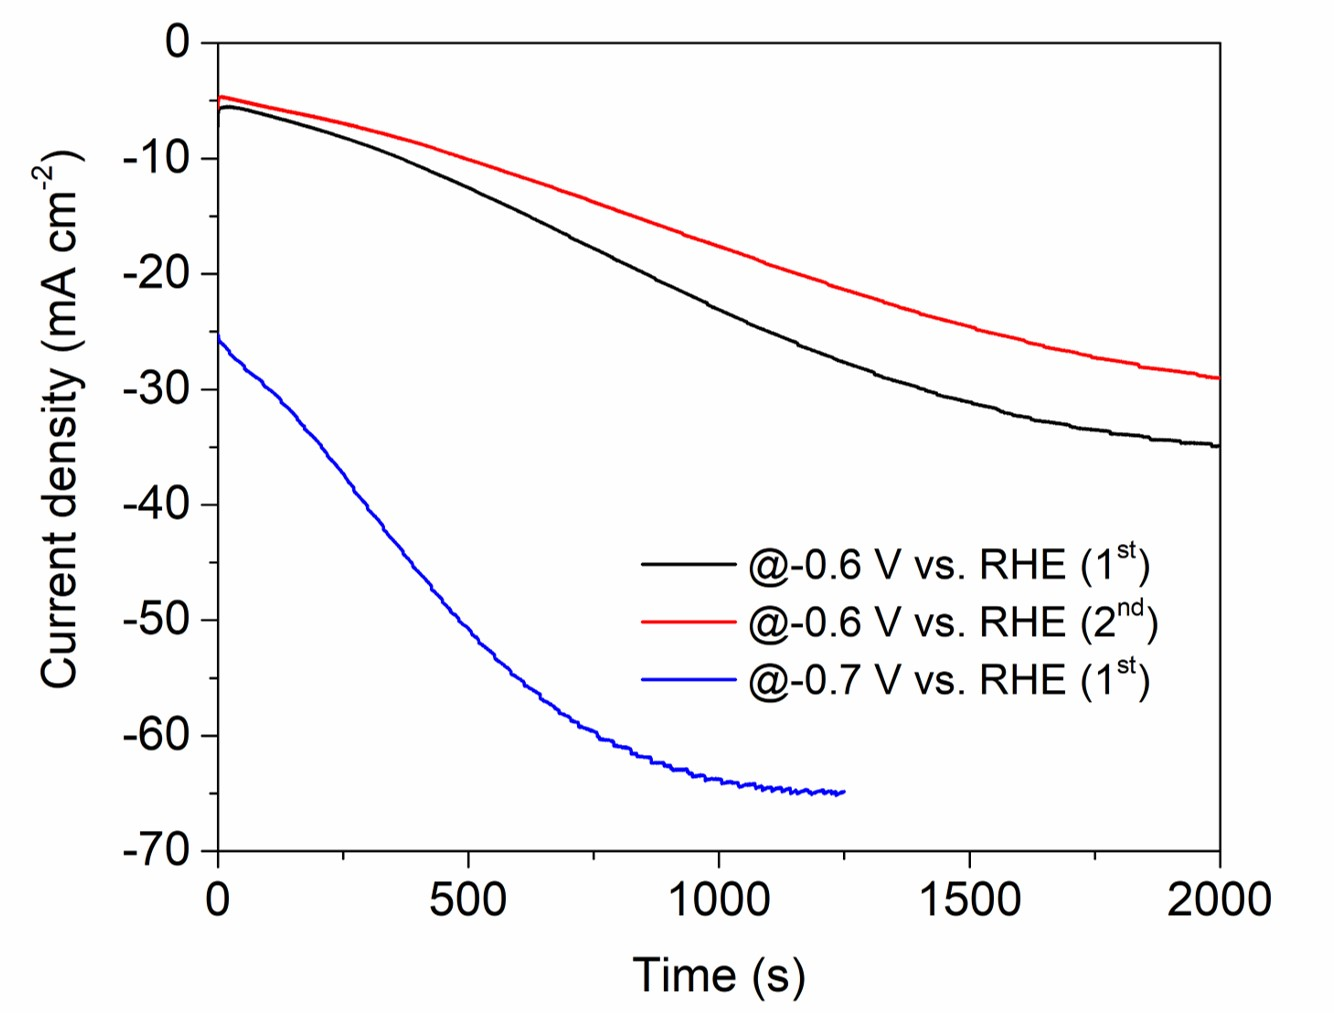 0
-10
-20
-30
-40
-50
-60
-70
Current density (mA cm⁻²)
@-0.6 V vs. RHE (1ˢᵗ)
@-0.6 V vs. RHE (2ⁿᵈ)
@-0.7 V vs. RHE (1ˢᵗ)
0 500 1000 1500 2000
Time (s)